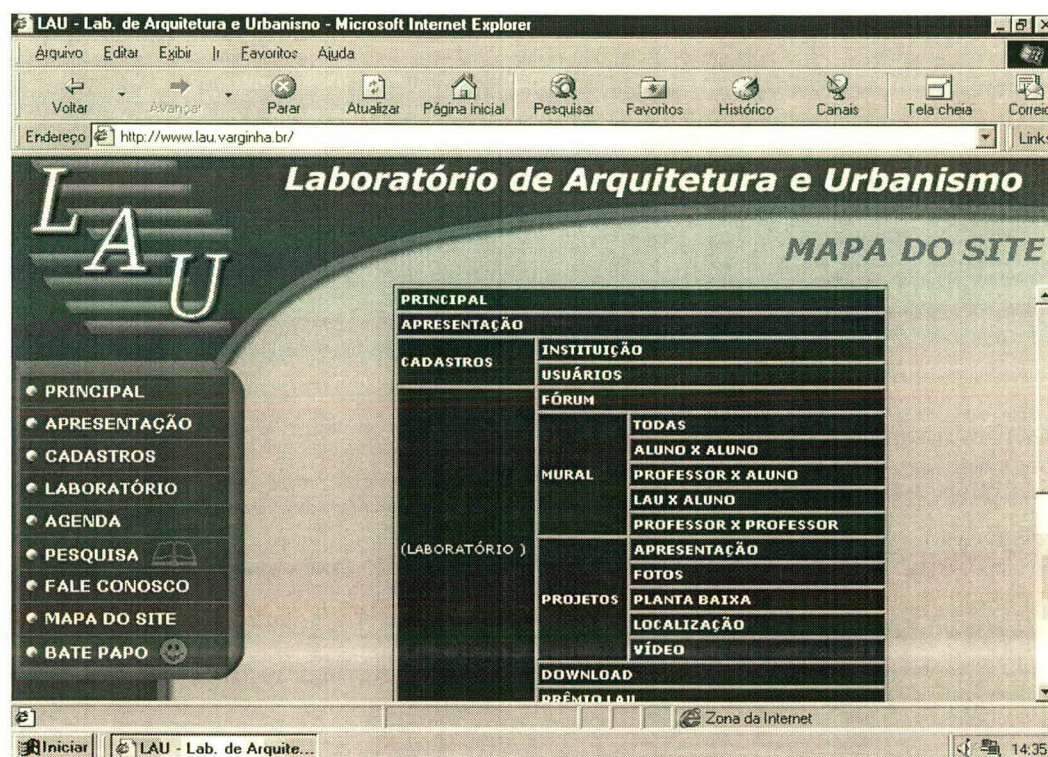 LAU - Lab. de Arquitetura e Urbanisno - Microsoft Internet Explorer
Arquivo Editar Exibir Ir Favoritos Ajuda
Voltar Avançar Parar Atualizar Página inicial Pesquisar Favoritos Histórico Canais Tela cheia Correio
Endereço http://www.lau.varginha.br/ Links
LAU
Laboratório de Arquitetura e Urbanismo
MAPA DO SITE
PRINCIPAL
APRESENTAÇÃO
CADASTROS
LABORATÓRIO
AGENDA
PESQUISA
FALE CONOSCO
MAPA DO SITE
BATE PAPO
PRINCIPAL
APRESENTAÇÃO
CADASTROS
INSTITUIÇÃO
USUÁRIOS
(LABORATÓRIO )
FÓRUM
MURAL
TODAS
ALUNO X ALUNO
PROFESSOR X ALUNO
LAU X ALUNO
PROFESSOR X PROFESSOR
PROJETOS
APRESENTAÇÃO
FOTOS
PLANTA BAIXA
LOCALIZAÇÃO
VÍDEO
DOWNLOAD
PRÊMIO LAU
Zona da Internet
Iniciar LAU - Lab. de Arquite... 14:35